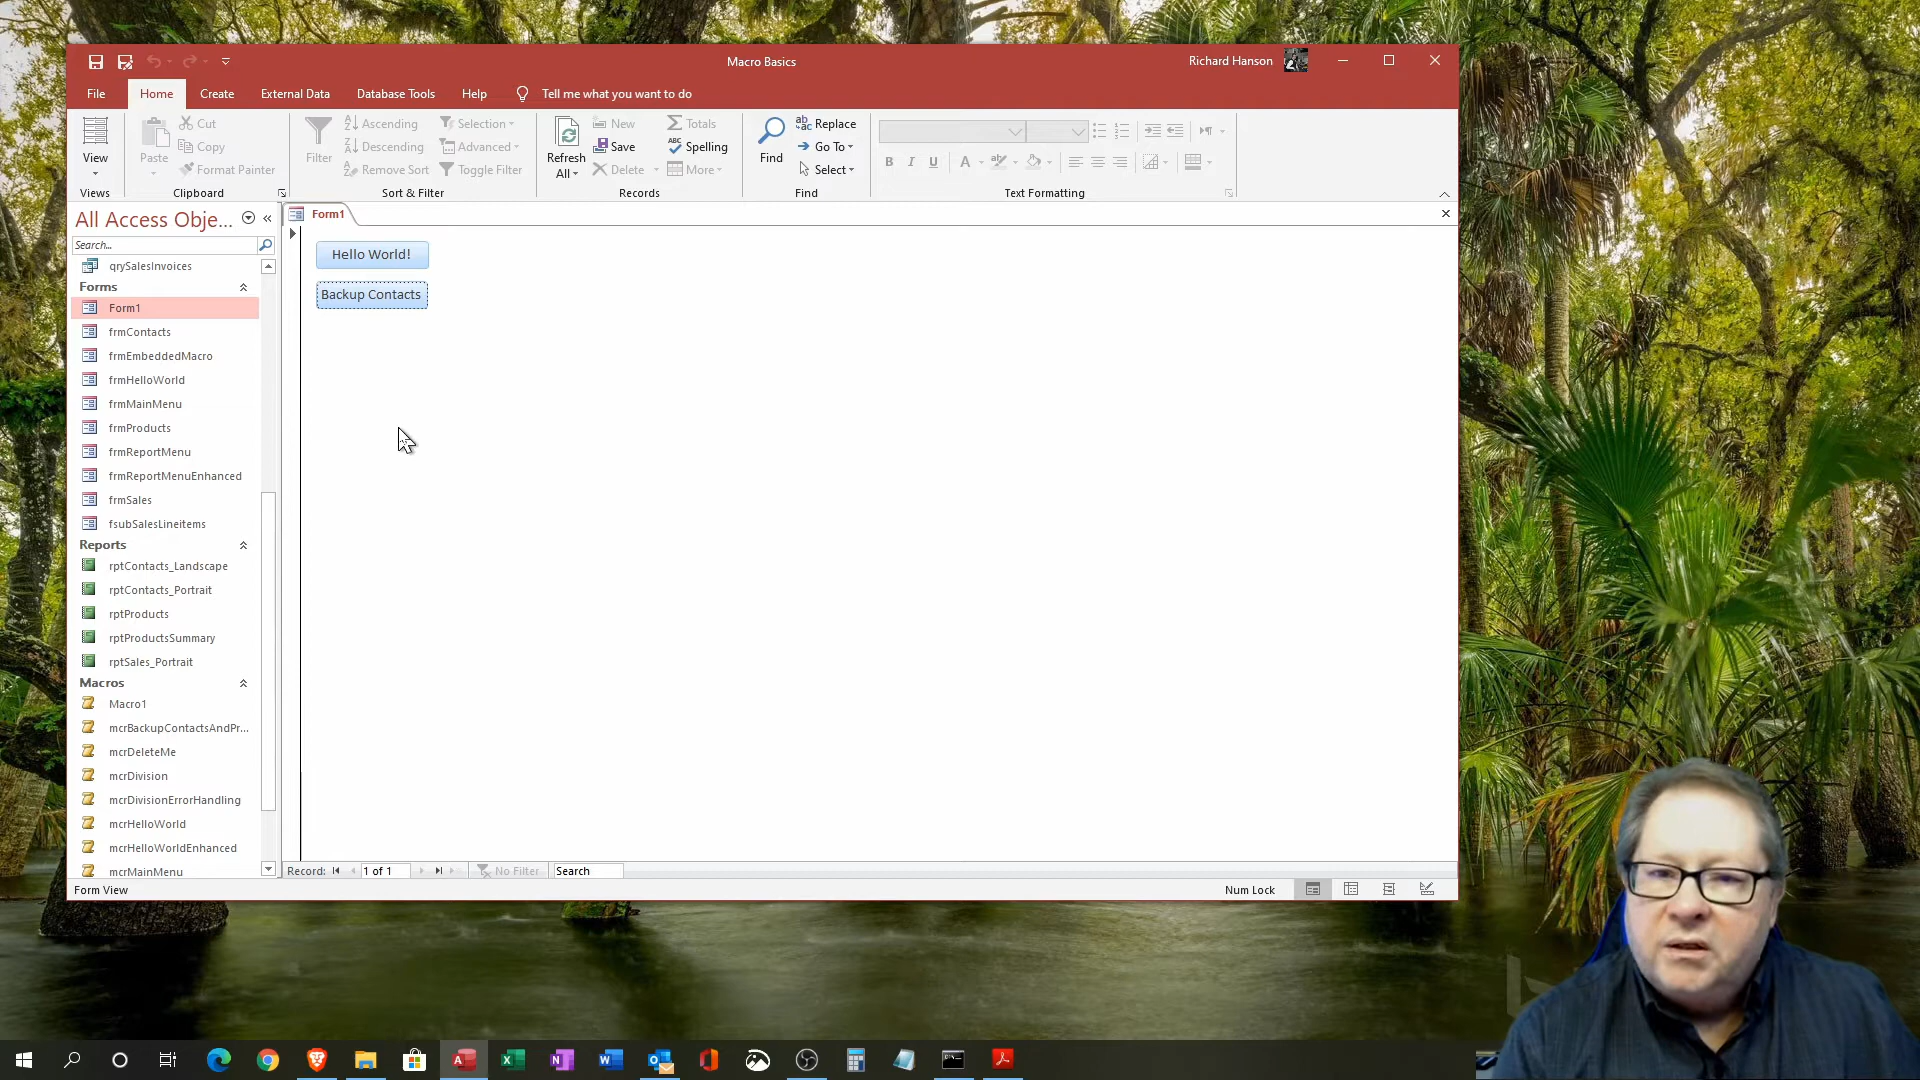 Macro Basics
Richard Hanson
File
Home
Create
External Data
Database Tools
Help
Tell me what you want to do
View
Views
Paste
Cut
Copy
Format Painter
Clipboard
Filter
Ascending
Descending
Remove Sort
Selection
Advanced
Toggle Filter
Sort & Filter
Refresh
All
New
Save
Delete
Totals
Spelling
More
Records
Find
Replace
Go To
Select
Find
B I U A
Text Formatting
All Access Obje...
Search...
qrySalesInvoices
Forms
Form1
frmContacts
frmEmbeddedMacro
frmHelloWorld
frmMainMenu
frmProducts
frmReportMenu
frmReportMenuEnhanced
frmSales
fsubSalesLineitems
Reports
rptContacts_Landscape
rptContacts_Portrait
rptProducts
rptProductsSummary
rptSales_Portrait
Macros
Macro1
mcrBackupContactsAndPr...
mcrDeleteMe
mcrDivision
mcrDivisionErrorHandling
mcrHelloWorld
mcrHelloWorldEnhanced
mcrMainMenu
Form1
Hello World!
Backup Contacts
Record:
1 of 1
No Filter
Search
Form View
Num Lock